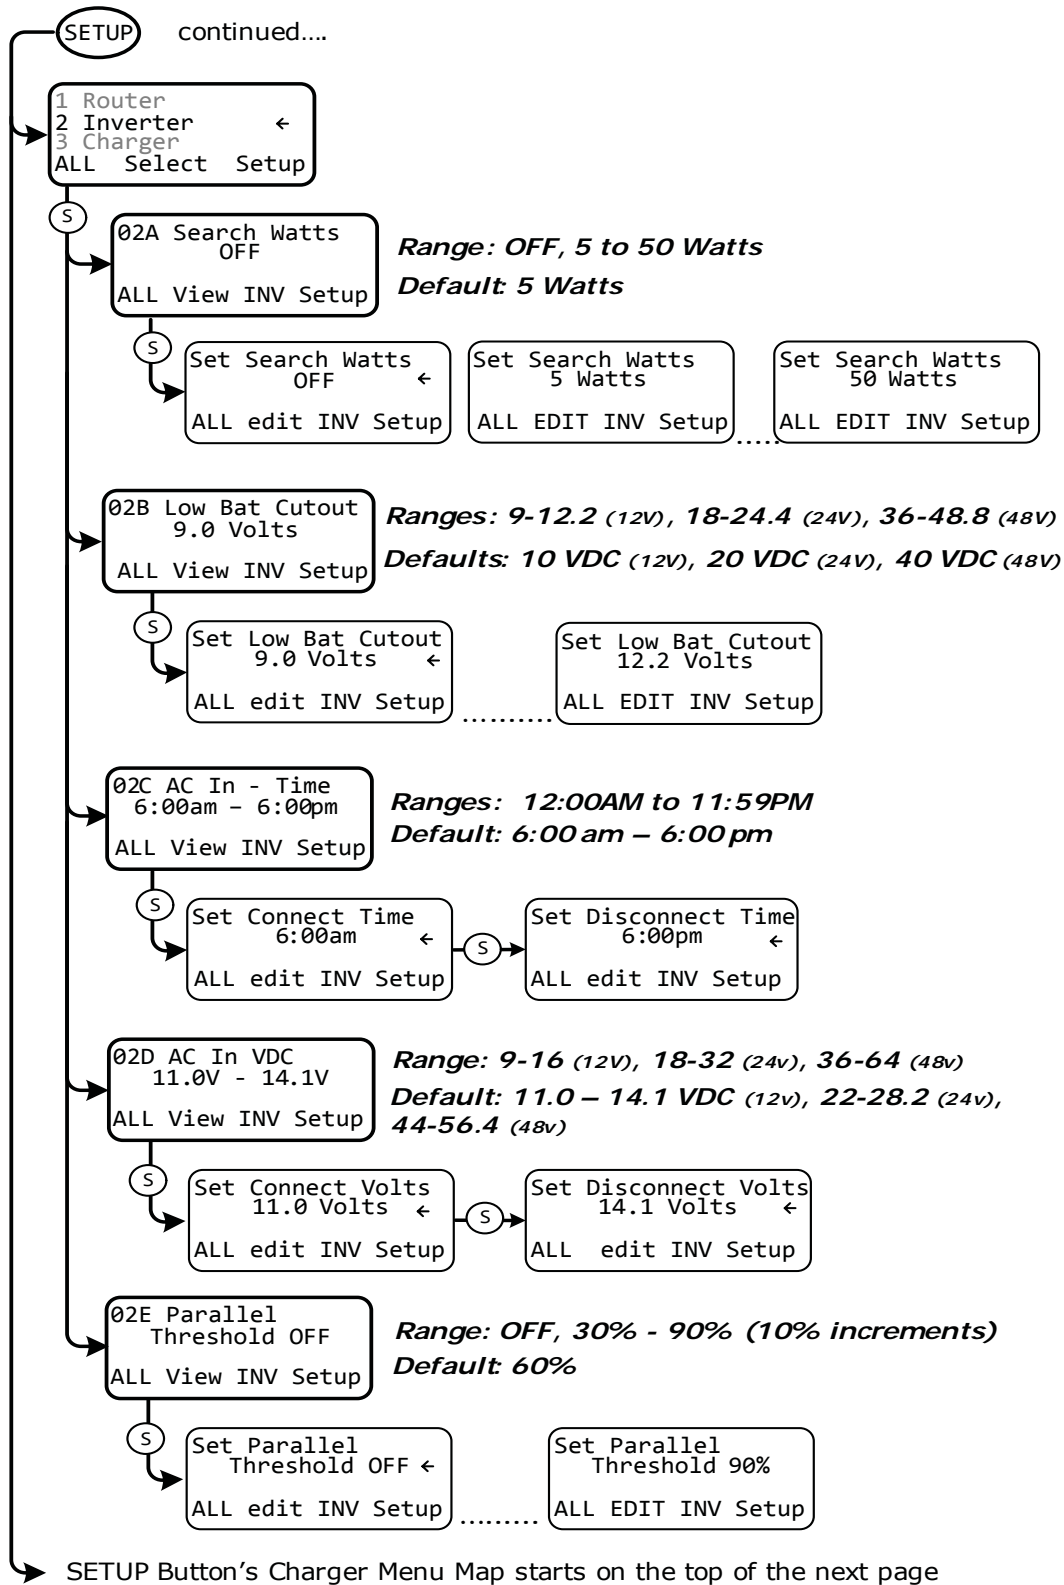 SETUP continued....
1 Router
2 Inverter ←
3 Charger
ALL Select Setup
S
02A Search Watts
OFF
ALL View INV Setup
Range: OFF, 5 to 50 Watts
Default: 5 Watts
S
Set Search Watts
OFF ←
ALL edit INV Setup
Set Search Watts
5 Watts
ALL EDIT INV Setup
.....
Set Search Watts
50 Watts
ALL EDIT INV Setup
02B Low Bat Cutout
9.0 Volts
ALL View INV Setup
Ranges: 9-12.2 (12V), 18-24.4 (24V), 36-48.8 (48V)
Defaults: 10 VDC (12V), 20 VDC (24V), 40 VDC (48V)
S
Set Low Bat Cutout
9.0 Volts ←
ALL edit INV Setup
..........
Set Low Bat Cutout
12.2 Volts
ALL EDIT INV Setup
02C AC In - Time
6:00am – 6:00pm
ALL View INV Setup
Ranges: 12:00AM to 11:59PM
Default: 6:00 am – 6:00 pm
S
Set Connect Time
6:00am ←
ALL edit INV Setup
S
Set Disconnect Time
6:00pm ←
ALL edit INV Setup
02D AC In VDC
11.0V - 14.1V
ALL View INV Setup
Range: 9-16 (12V), 18-32 (24v), 36-64 (48v)
Default: 11.0 – 14.1 VDC (12v), 22-28.2 (24v),
44-56.4 (48v)
S
Set Connect Volts
11.0 Volts ←
ALL edit INV Setup
S
Set Disconnect Volts
14.1 Volts ←
ALL edit INV Setup
02E Parallel
Threshold OFF
ALL View INV Setup
Range: OFF, 30% - 90% (10% increments)
Default: 60%
S
Set Parallel
Threshold OFF ←
ALL edit INV Setup
.........
Set Parallel
Threshold 90%
ALL EDIT INV Setup
SETUP Button’s Charger Menu Map starts on the top of the next page